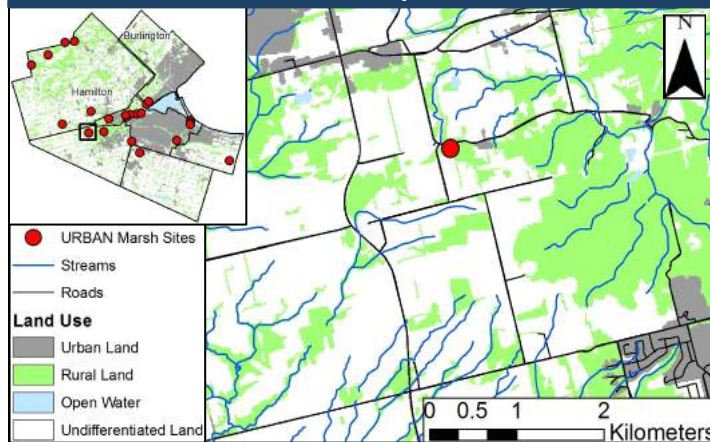 Burlington
Hamilton
N
URBAN Marsh Sites
Streams
Roads
Land Use
Urban Land
Rural Land
Open Water
Undifferentiated Land
0 0.5 1 2
Kilometers